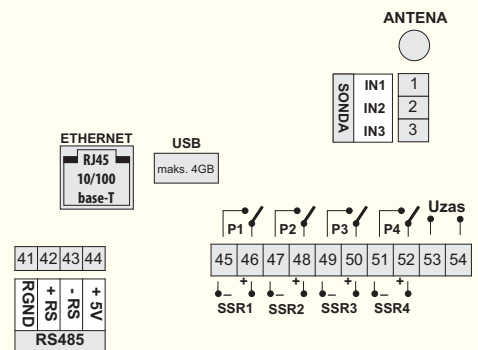 ANTENA
SONDA
IN1 1
IN2 2
IN3 3
ETHERNET
RJ45
10/100
base-T
USB
maks. 4GB
P1 P2 P3 P4 Uzas
41 42 43 44
45 46 47 48 49 50 51 52 53 54
RGND
+ RS
- RS
+ 5V
RS485
– + – + – + – +
SSR1 SSR2 SSR3 SSR4